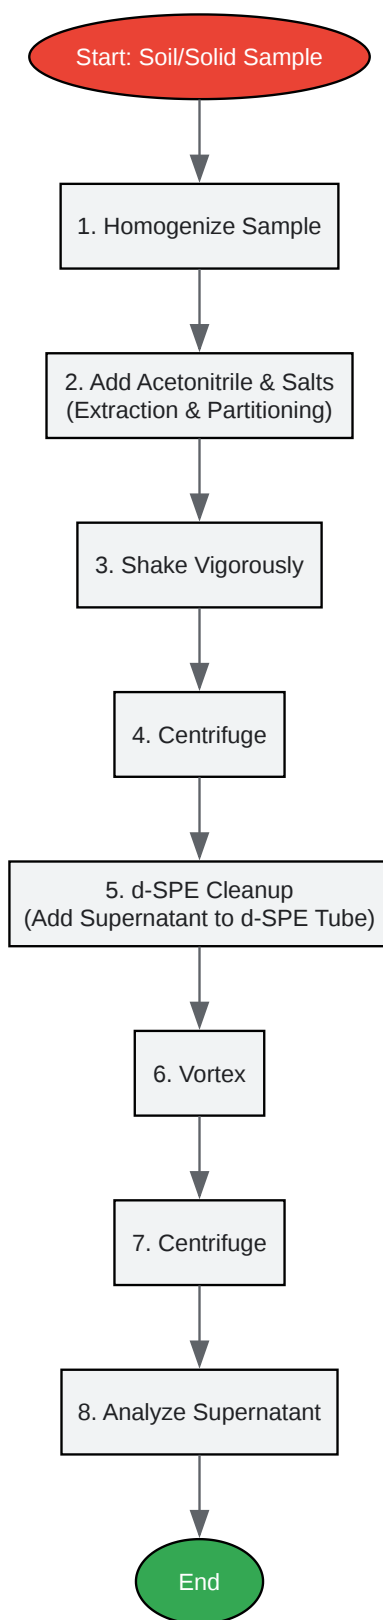 Start: Soil/Solid Sample
1. Homogenize Sample
2. Add Acetonitrile & Salts
(Extraction & Partitioning)
3. Shake Vigorously
4. Centrifuge
5. d-SPE Cleanup
(Add Supernatant to d-SPE Tube)
6. Vortex
7. Centrifuge
8. Analyze Supernatant
End